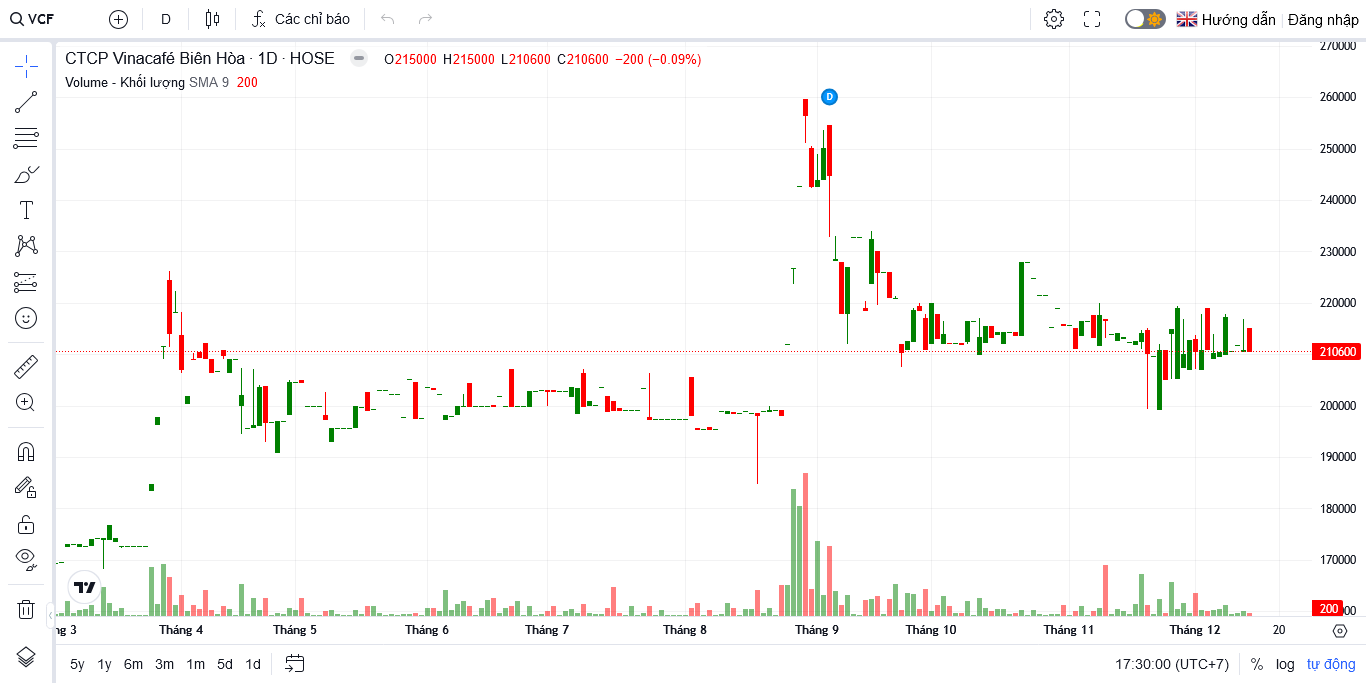 VCF D Các chỉ báo Hướng dẫn Đăng nhập
CTCP Vinacafé Biên Hòa · 1D · HOSE O215000 H215000 L210600 C210600 −200 (−0.09%)
Volume - Khối lượng SMA 9 200
270000
260000
D
250000
240000
230000
220000
210600
200000
190000
180000
170000
200
00
ng 3 Tháng 4 Tháng 5 Tháng 6 Tháng 7 Tháng 8 Tháng 9 Tháng 10 Tháng 11 Tháng 12 20
5y 1y 6m 3m 1m 5d 1d 17:30:00 (UTC+7) % log tự động